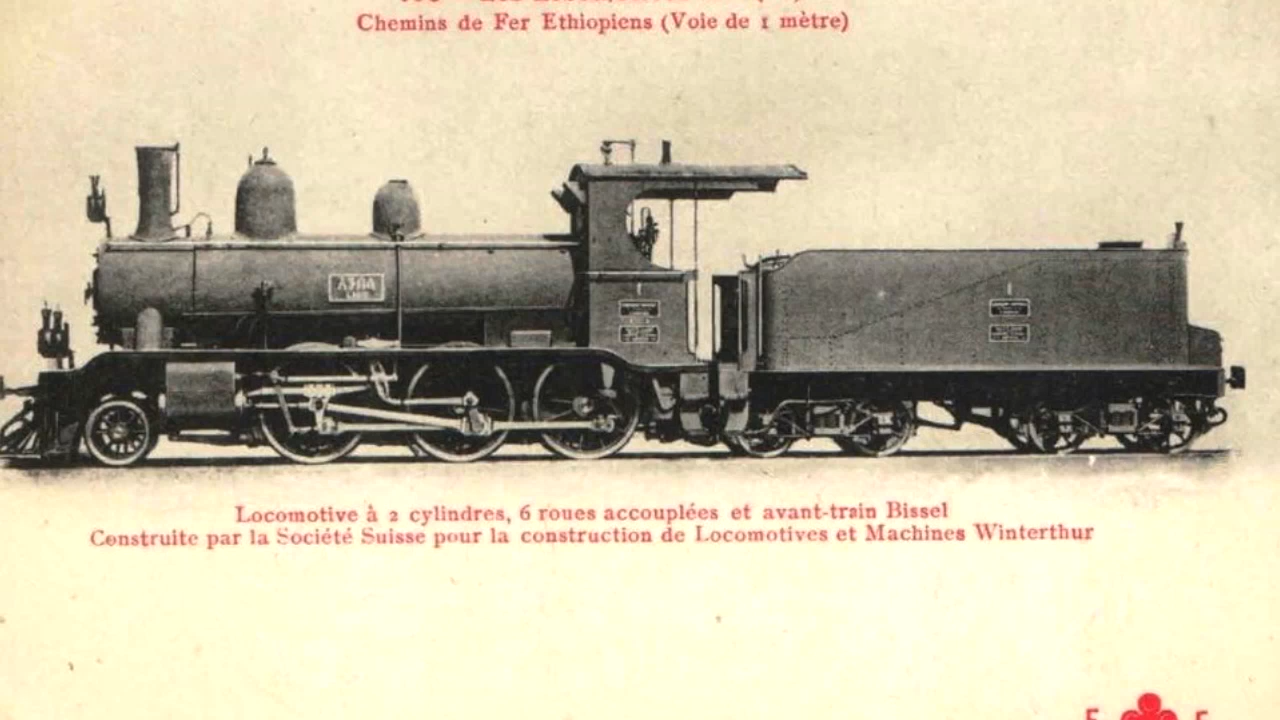 Chemins de Fer Ethiopiens (Voie de 1 mètre)
Locomotive à 2 cylindres, 6 roues accouplées et avant-train Bissel
Construite par la Société Suisse pour la construction de Locomotives et Machines Winterthur
F F